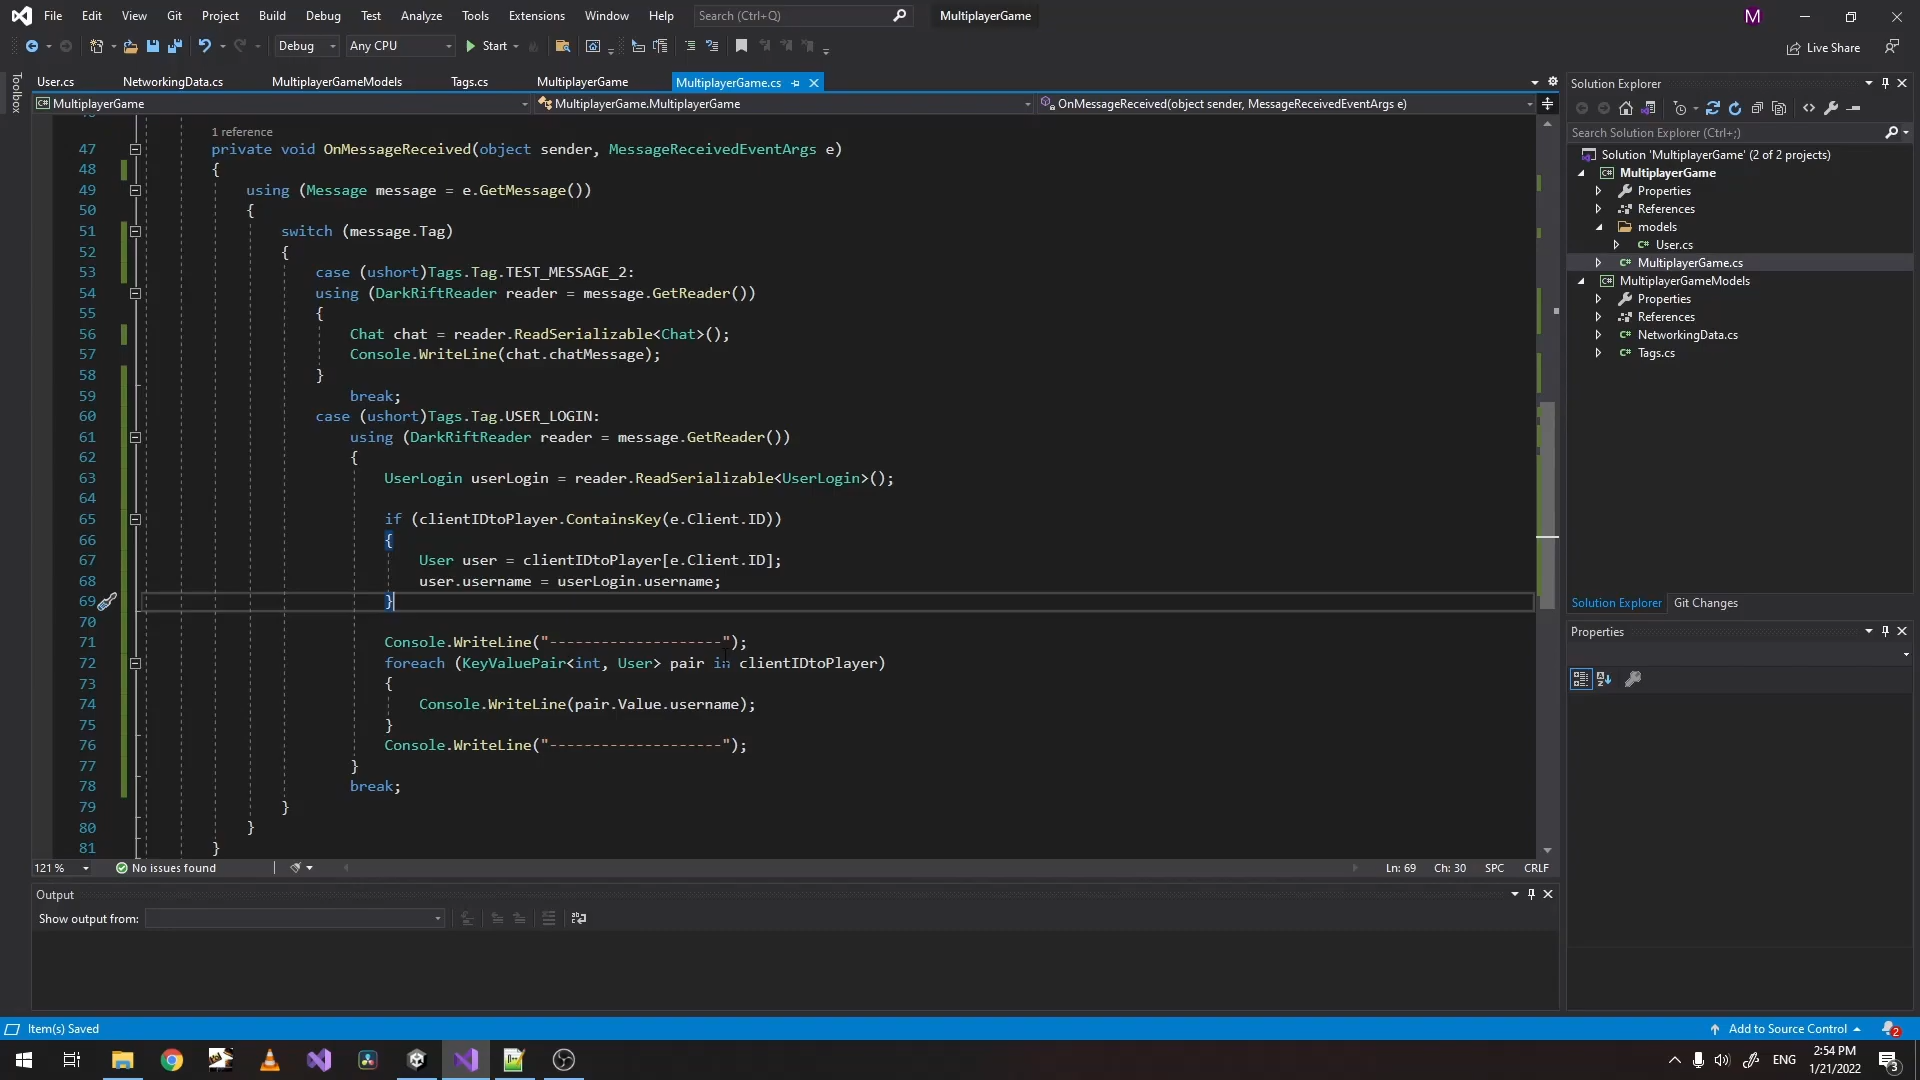 File Edit View Git Project Build Debug Test Analyze Tools Extensions Window Help Search (Ctrl+Q) MultiplayerGame M
Debug Any CPU Start Live Share
Toolbox
User.cs NetworkingData.cs MultiplayerGameModels Tags.cs MultiplayerGame MultiplayerGame.cs
MultiplayerGame MultiplayerGame.MultiplayerGame OnMessageReceived(object sender, MessageReceivedEventArgs e)
1 reference
47 private void OnMessageReceived(object sender, MessageReceivedEventArgs e)
48 {
49 using (Message message = e.GetMessage())
50 {
51 switch (message.Tag)
52 {
53 case (ushort)Tags.Tag.TEST_MESSAGE_2:
54 using (DarkRiftReader reader = message.GetReader())
55 {
56 Chat chat = reader.ReadSerializable<Chat>();
57 Console.WriteLine(chat.chatMessage);
58 }
59 break;
60 case (ushort)Tags.Tag.USER_LOGIN:
61 using (DarkRiftReader reader = message.GetReader())
62 {
63 UserLogin userLogin = reader.ReadSerializable<UserLogin>();
64
65 if (clientIDtoPlayer.ContainsKey(e.Client.ID))
66 {
67 User user = clientIDtoPlayer[e.Client.ID];
68 user.username = userLogin.username;
69 }
70
71 Console.WriteLine("--------------------");
72 foreach (KeyValuePair<int, User> pair in clientIDtoPlayer)
73 {
74 Console.WriteLine(pair.Value.username);
75 }
76 Console.WriteLine("--------------------");
77 }
78 break;
79 }
80 }
81 }
121 % No issues found Ln: 69 Ch: 30 SPC CRLF
Output
Show output from:
Solution Explorer
Search Solution Explorer (Ctrl+;)
Solution 'MultiplayerGame' (2 of 2 projects)
MultiplayerGame
Properties
References
models
User.cs
MultiplayerGame.cs
MultiplayerGameModels
Properties
References
NetworkingData.cs
Tags.cs
Solution Explorer Git Changes
Properties
Item(s) Saved Add to Source Control 2
ENG 2:54 PM
1/21/2022 3